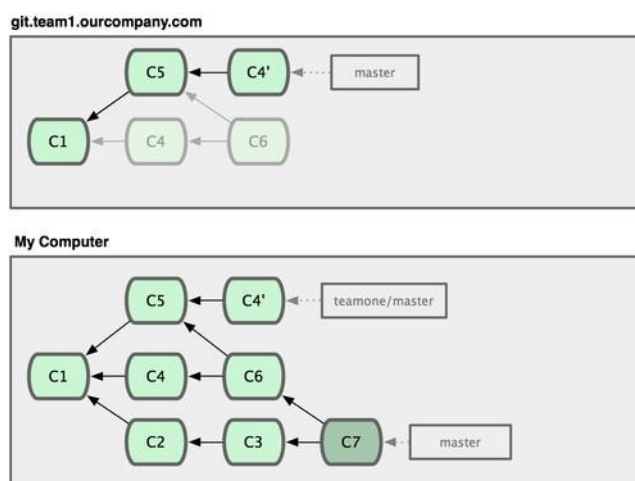 git.team1.ourcompany.com
C5 C4' master
C1 C4 C6
My Computer
C5 C4' teamone/master
C1 C4 C6
C2 C3 C7 master